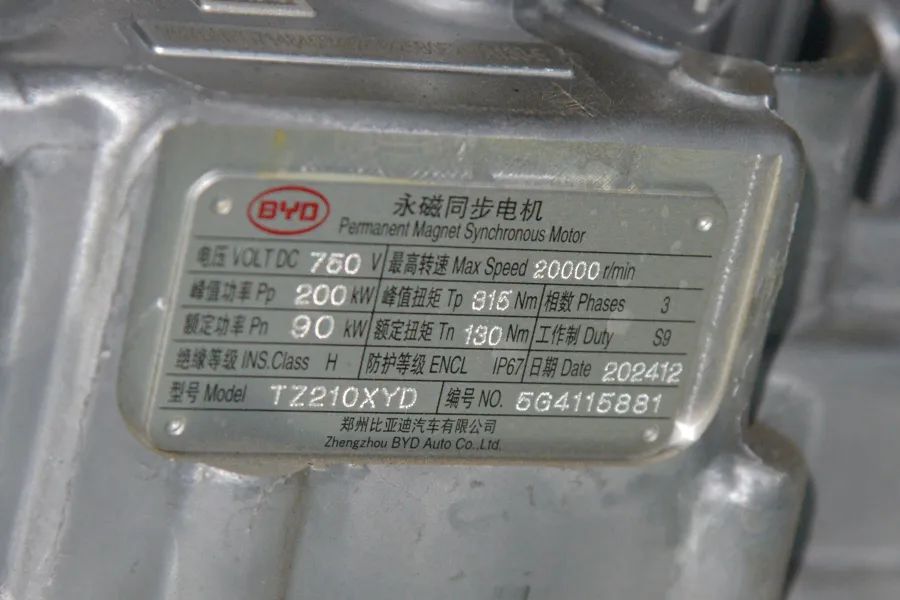 BYD 永磁同步电机
Permanent Magnet Synchronous Motor
电压 VOLT DC 750 V 最高转速 Max Speed 20000 r/min
峰值功率 Pp 200 kW 峰值扭矩 Tp 315 Nm 相数 Phases 3
额定功率 Pn 90 kW 额定扭矩 Tn 130 Nm 工作制 Duty S9
绝缘等级 INS.Class H 防护等级 ENCL IP67 日期 Date 202412
型号 Model TZ210XYD 编号 NO. 5G4115881
郑州比亚迪汽车有限公司
Zhengzhou BYD Auto Co.,Ltd.